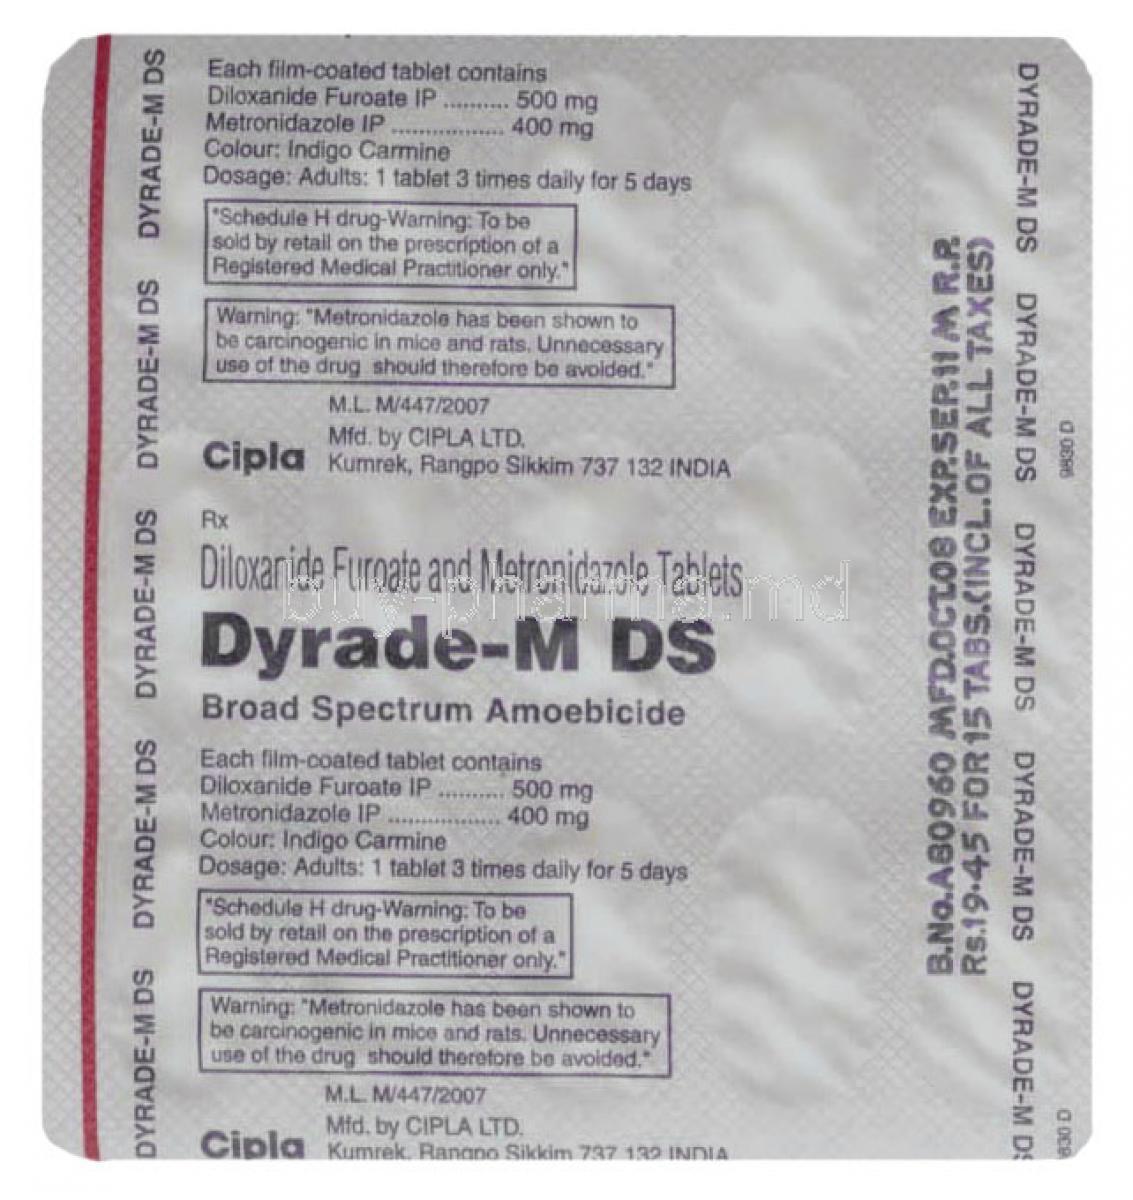 Each film-coated tablet contains
Diloxanide Furoate IP .......... 500 mg
Metronidazole IP ................. 400 mg
Colour: Indigo Carmine
Dosage: Adults: 1 tablet 3 times daily for 5 days
"Schedule H drug-Warning: To be
sold by retail on the prescription of a
Registered Medical Practitioner only."
Warning: "Metronidazole has been shown to
be carcinogenic in mice and rats. Unnecessary
use of the drug should therefore be avoided."
M.L. M/447/2007
Mfd. by CIPLA LTD.
Cipla Kumrek, Rangpo Sikkim 737 132 INDIA
Rx
Diloxanide Furoate and Metronidazole Tablets
buy-pharma.md
Dyrade-M DS
Broad Spectrum Amoebicide
Each film-coated tablet contains
Diloxanide Furoate IP .......... 500 mg
Metronidazole IP ................. 400 mg
Colour: Indigo Carmine
Dosage: Adults: 1 tablet 3 times daily for 5 days
"Schedule H drug-Warning: To be
sold by retail on the prescription of a
Registered Medical Practitioner only."
Warning: "Metronidazole has been shown to
be carcinogenic in mice and rats. Unnecessary
use of the drug should therefore be avoided."
M.L. M/447/2007
Mfd. by CIPLA LTD.
Cipla Kumrek, Rangpo Sikkim 737 132 INDIA
DYRADE-M DS DYRADE-M DS DYRADE-M DS DYRADE-M DS DYRADE-M DS
B.No.AB0960 MFD.OCT.08 EXP.SEP.11 M R.P.
Rs.19.45 FOR 15 TABS.(INCL.OF ALL TAXES)
DYRADE-M DS DYRADE-M DS DYRADE-M DS DYRADE-M DS DYRADE-M DS